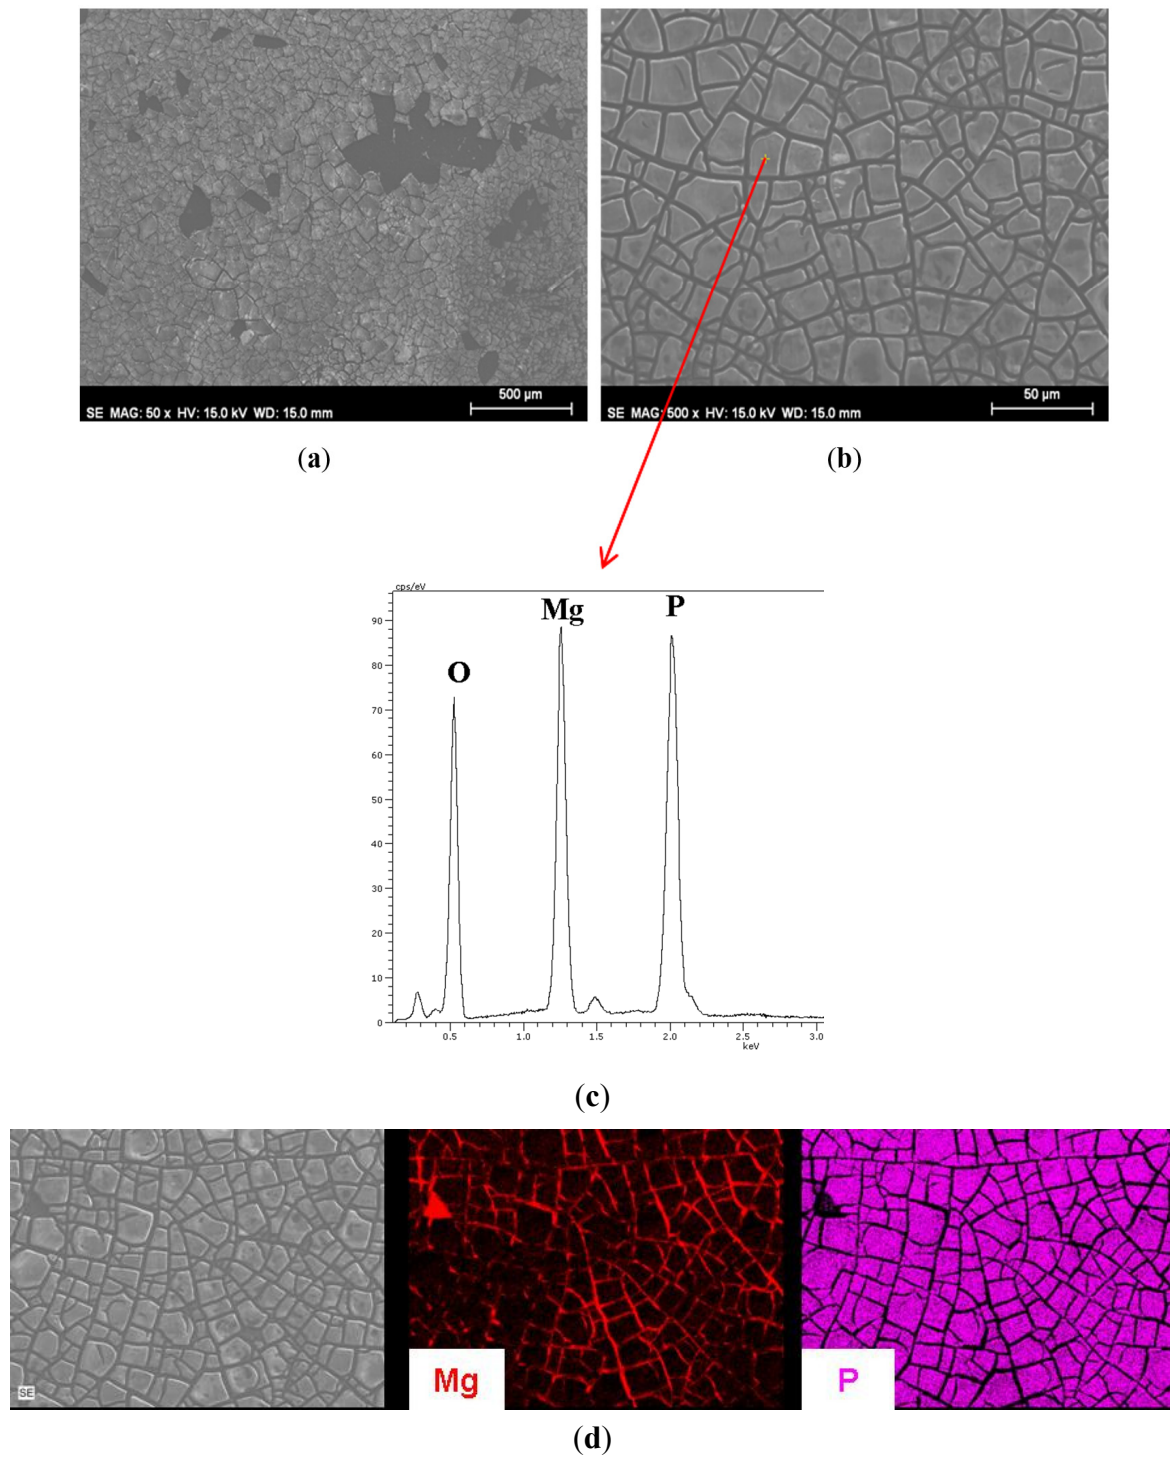 500 µm
SE MAG: 50 x HV: 15.0 kV WD: 15.0 mm
50 µm
SE MAG: 500 x HV: 15.0 kV WD: 15.0 mm
(a)
(b)
cps/eV
Mg
P
O
90
80
70
60
50
40
30
20
10
0
0.5 1.0 1.5 2.0 2.5 3.0
keV
(c)
SE
Mg
P
(d)